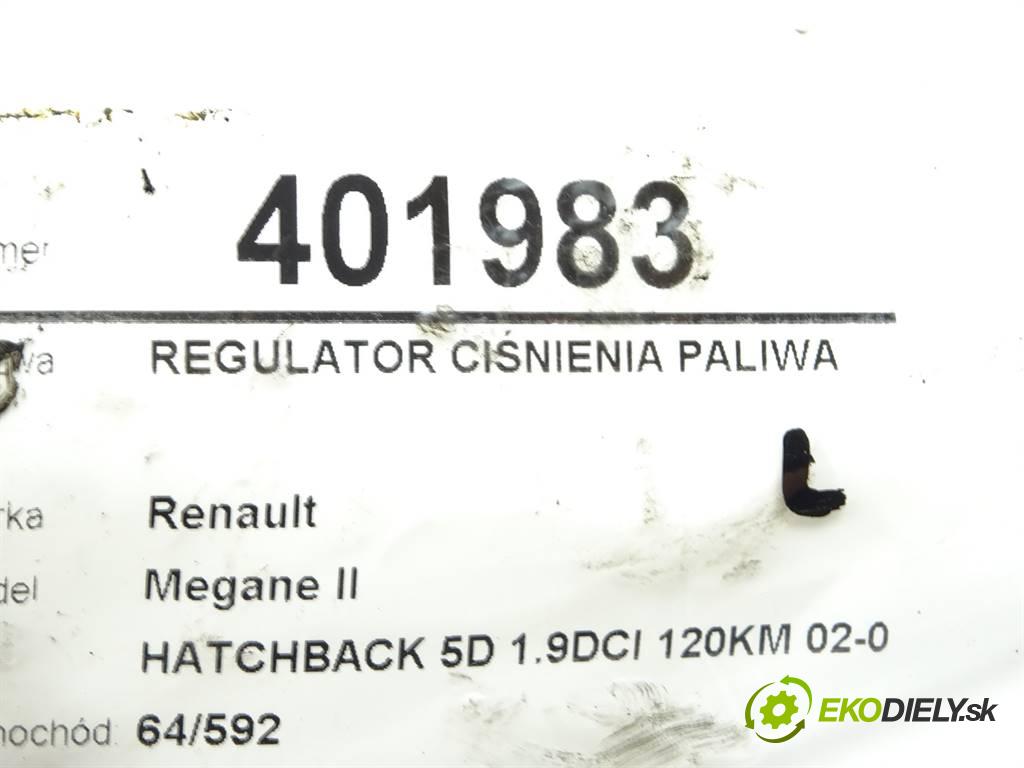 mer 401983
wa REGULATOR CIŚNIENIA PALIWA
L
rka Renault
del Megane II
HATCHBACK 5D 1.9DCI 120KM 02-0
mochód: 64/592
EKODIELY.sk